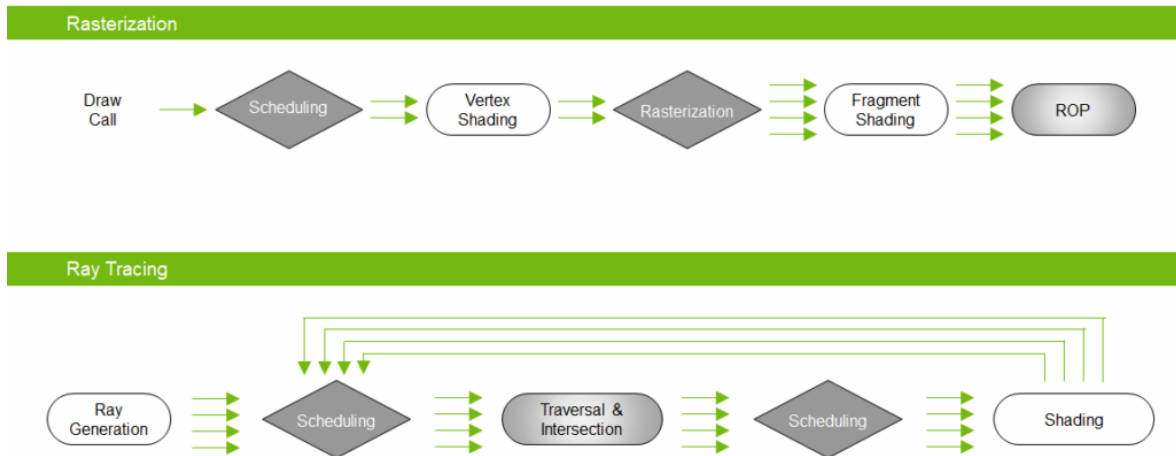 Rasterization
Draw
Call
Scheduling
Vertex
Shading
Rasterization
Fragment
Shading
ROP
Ray Tracing
Ray
Generation
Scheduling
Traversal &
Intersection
Scheduling
Shading